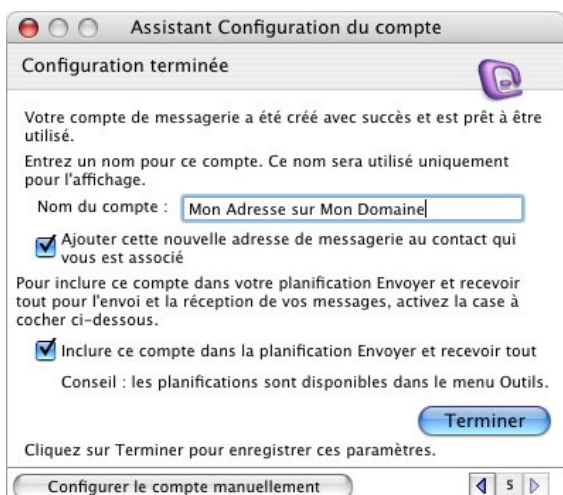 Assistant Configuration du compte
Configuration terminée
Votre compte de messagerie a été créé avec succès et est prêt à être
utilisé.
Entrez un nom pour ce compte. Ce nom sera utilisé uniquement
pour l'affichage.
Nom du compte : Mon Adresse sur Mon Domaine
Ajouter cette nouvelle adresse de messagerie au contact qui
vous est associé
Pour inclure ce compte dans votre planification Envoyer et recevoir
tout pour l'envoi et la réception de vos messages, activez la case à
cocher ci-dessous.
Inclure ce compte dans la planification Envoyer et recevoir tout
Conseil : les planifications sont disponibles dans le menu Outils.
Terminer
Cliquez sur Terminer pour enregistrer ces paramètres.
Configurer le compte manuellement 5